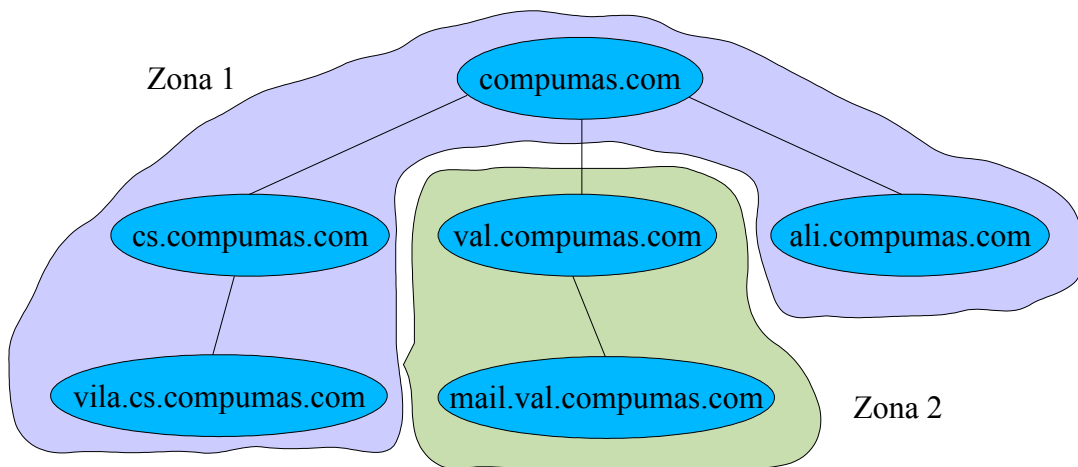 Zona 1
compumas.com
cs.compumas.com
val.compumas.com
ali.compumas.com
vila.cs.compumas.com
mail.val.compumas.com
Zona 2